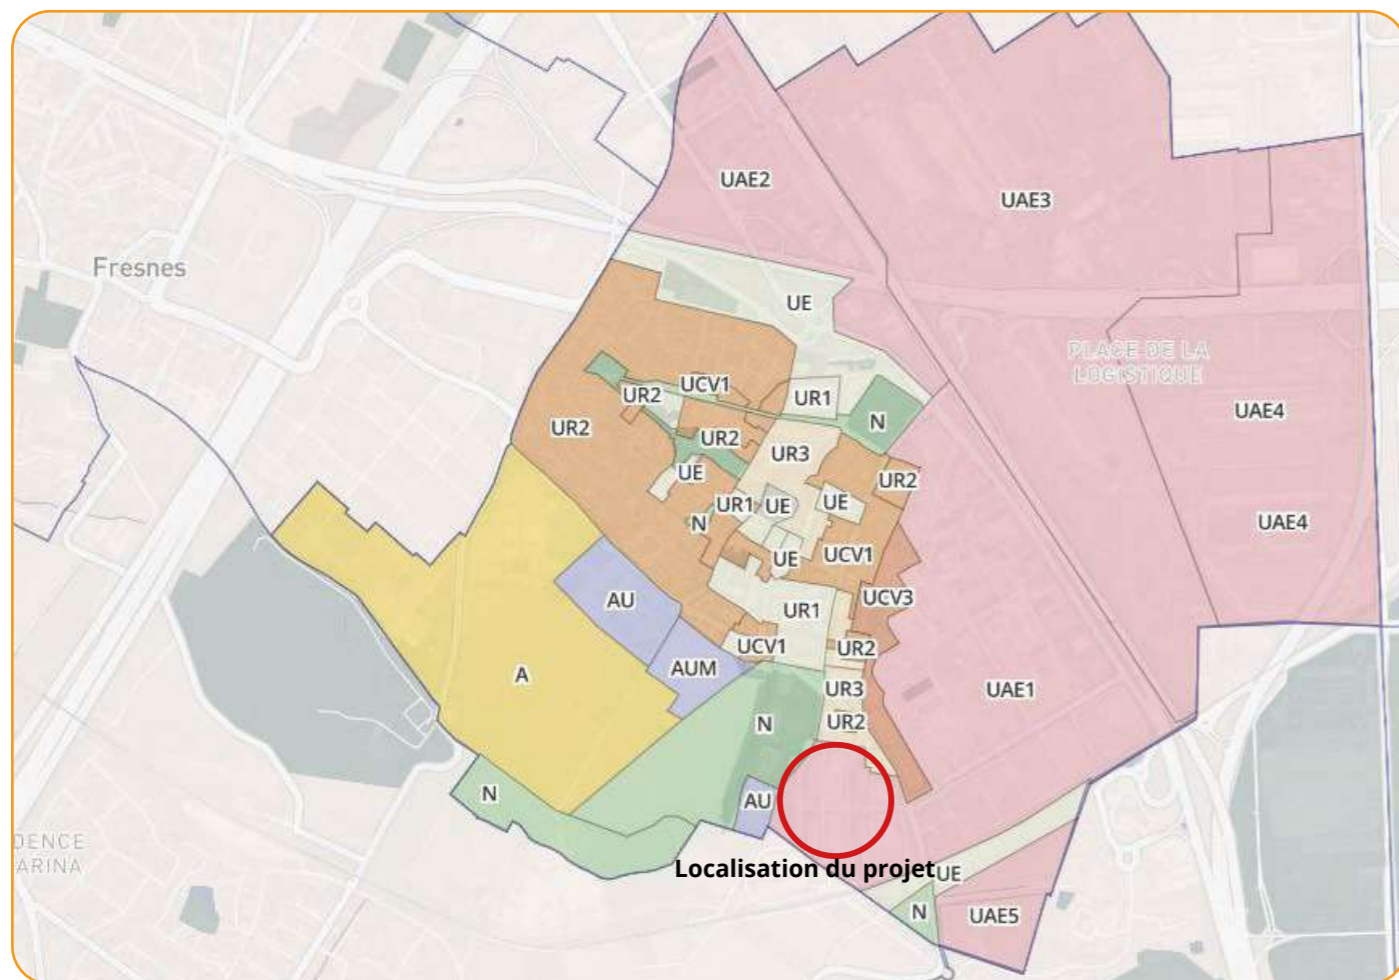 UAE2
UAE3
Fresnes
UE
PLACE DE LA
LOGISTIQUE
UCV1
UR2
UR1
UAE4
N
UR2
UR2
UR3
UE
UR2
UR1
UE
UE
N
UAE4
UE
UCV1
AU
UCV3
UR1
UCV1
UR2
AUM
A
UR3
UAE1
N
UR2
N
AU
DENCE
ARINA
Localisation du projet
UE
N
UAE5